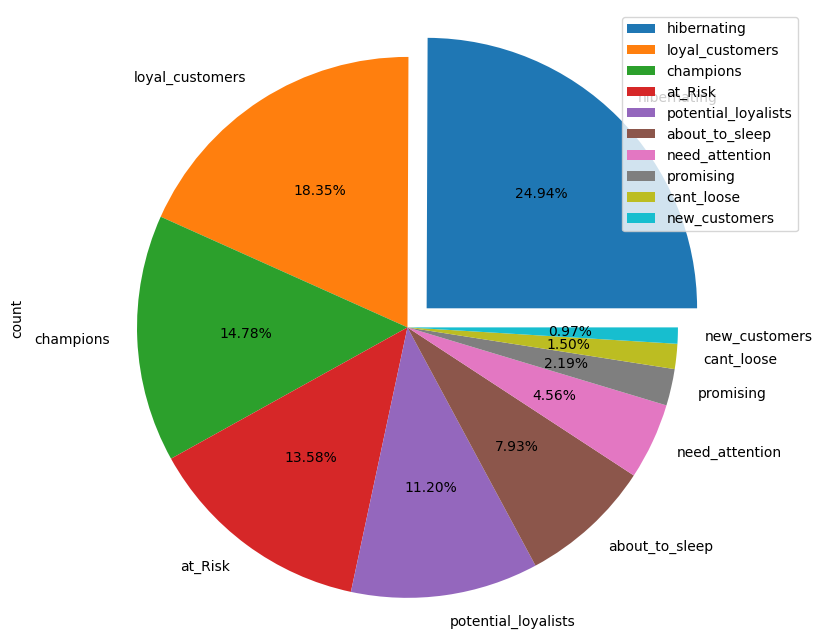 hibernating
loyal_customers
champions
at_Risk
potential_loyalists
about_to_sleep
need_attention
promising
cant_loose
new_customers
hibernating
loyal_customers
champions
at_Risk
potential_loyalists
about_to_sleep
need_attention
promising
cant_loose
new_customers
24.94%
18.35%
14.78%
13.58%
11.20%
7.93%
4.56%
2.19%
1.50%
0.97%
count